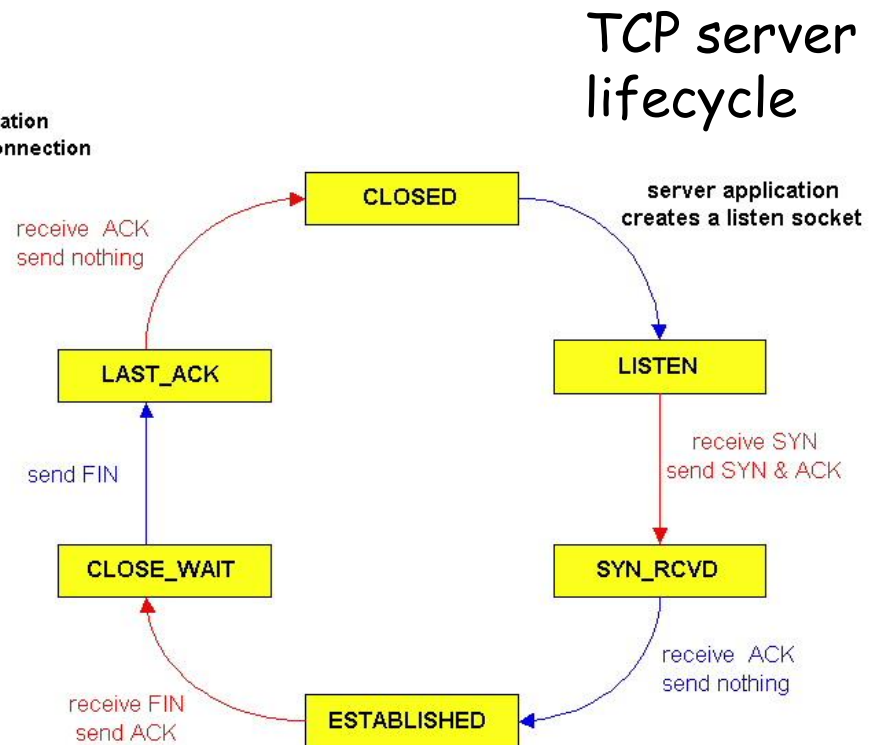 TCP server
lifecycle
onnection
CLOSED
server application
creates a listen socket
receive ACK
send nothing
LAST_ACK
LISTEN
receive SYN
send SYN & ACK
send FIN
CLOSE_WAIT
SYN_RCVD
receive ACK
send nothing
receive FIN
send ACK
ESTABLISHED